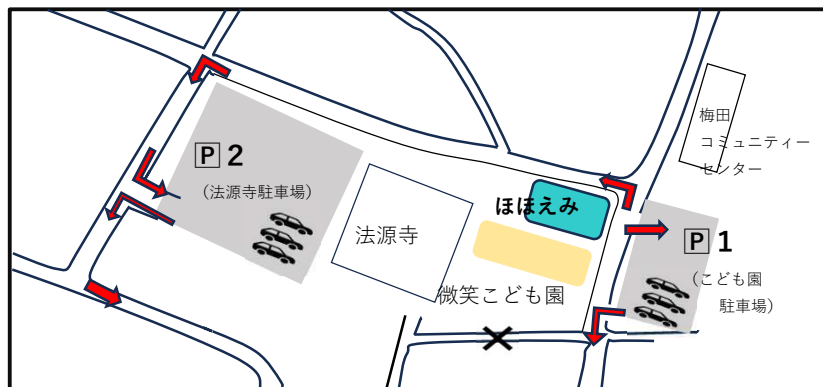 梅田
コミュニティー
センター
🄿 2
（法源寺駐車場）
ほほえみ
法源寺
🄿 1
（こども園
駐車場）
微笑こども園